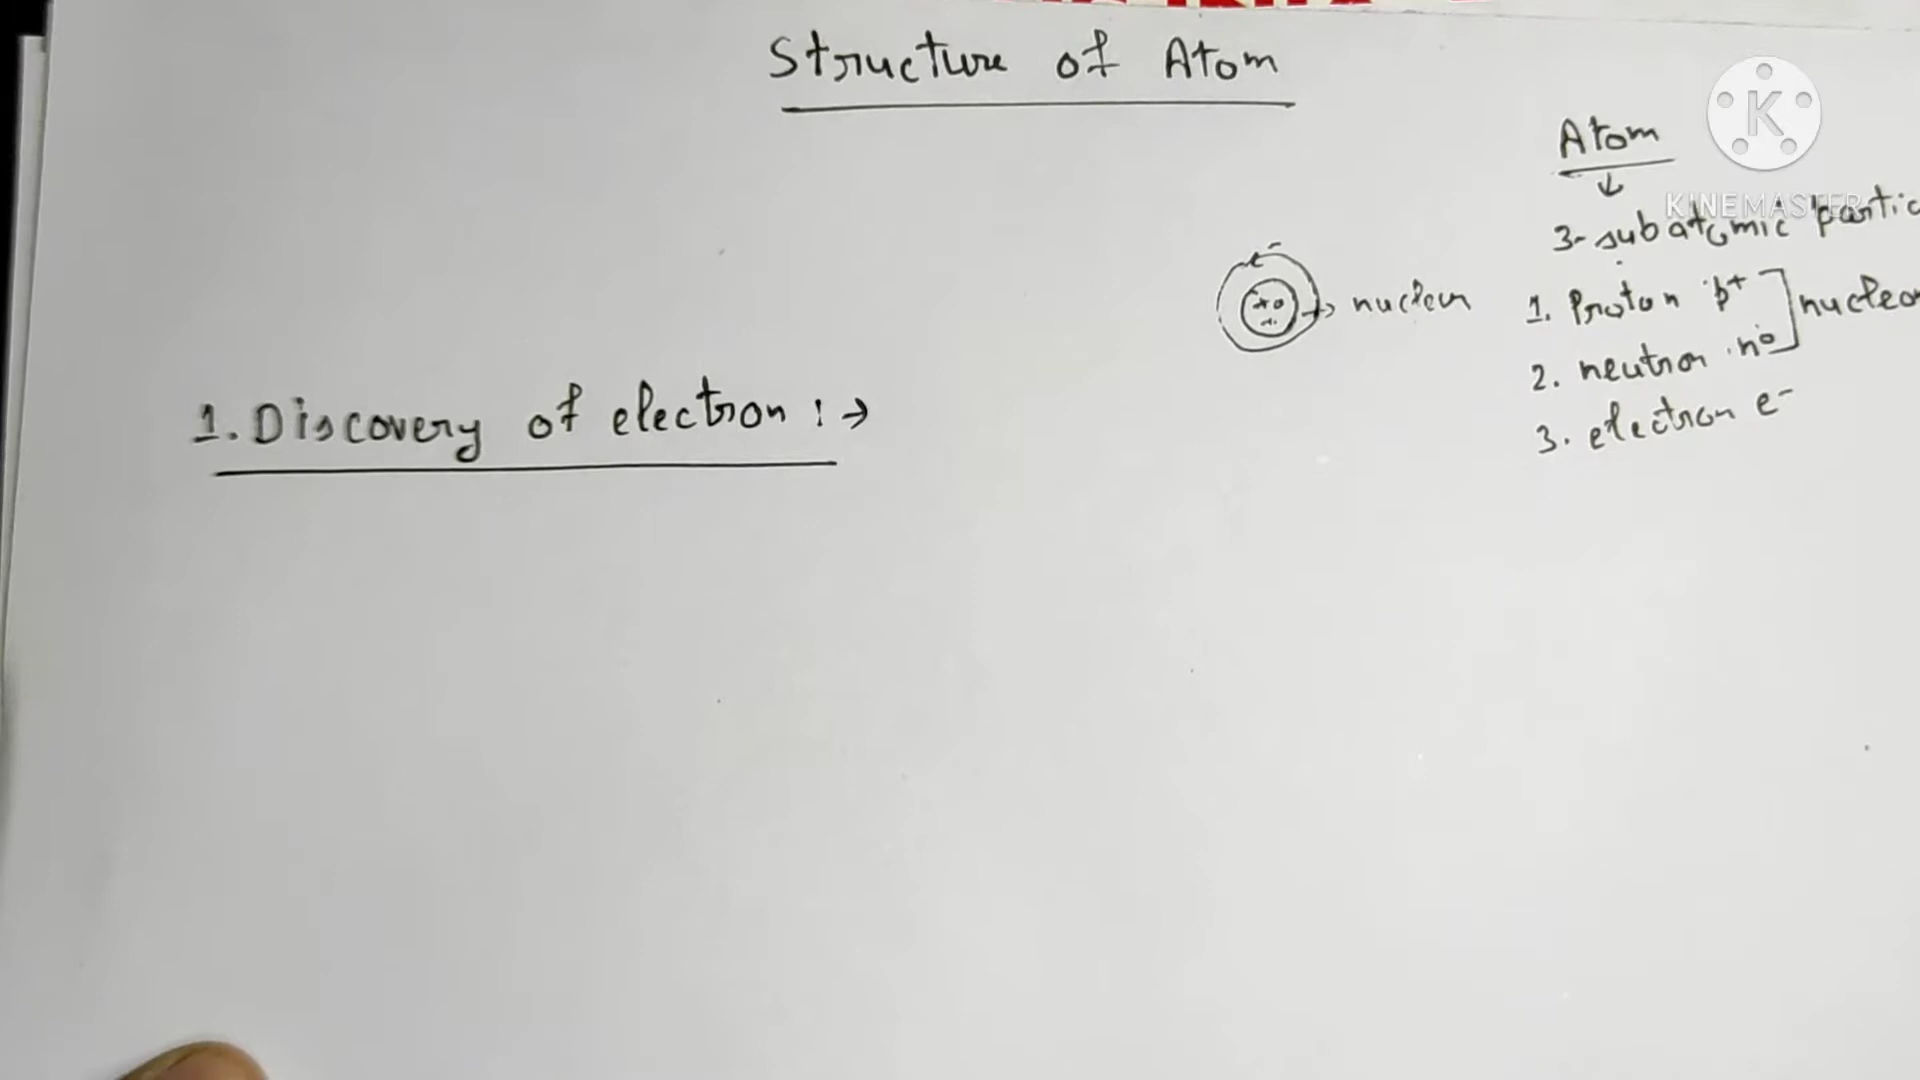 Structure of Atom
Atom
↓
3- subatomic partic
e-
→ nucleus
1. Proton p+ ] nucleo
2. neutron n°
3. electron e-
1. Discovery of electron : →
K
KINEMASTER